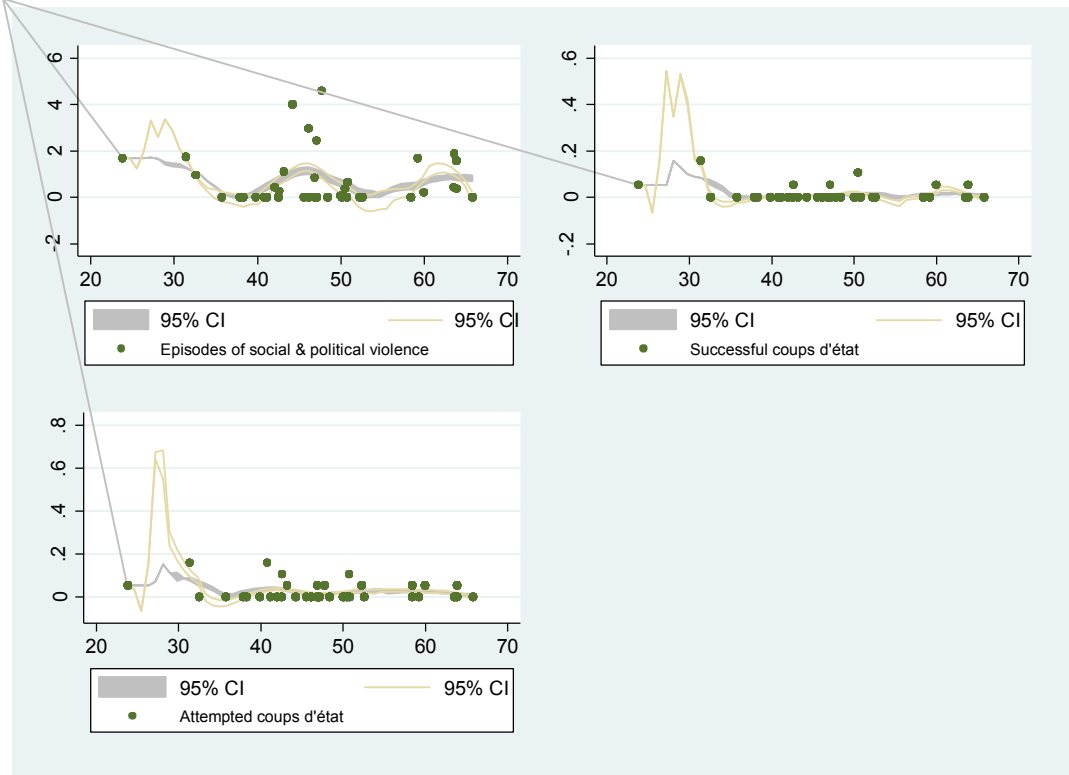 6
4
2
0
-2
20 30 40 50 60 70
95% CI 95% CI
Episodes of social & political violence
.6
.4
.2
0
-.2
20 30 40 50 60 70
95% CI 95% CI
Successful coups d'état
.8
.6
.4
.2
0
20 30 40 50 60 70
95% CI 95% CI
Attempted coups d'état